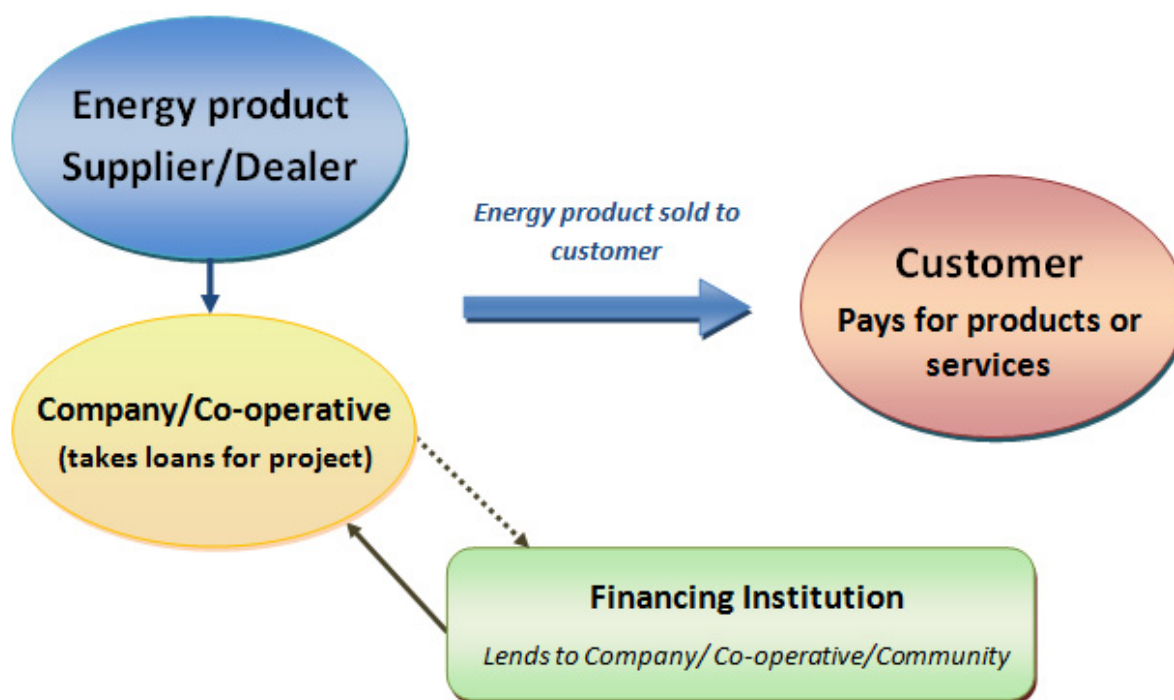 Energy product
Supplier/Dealer
Energy product sold to
customer
Customer
Pays for products or
services
Company/Co-operative
(takes loans for project)
Financing Institution
Lends to Company/ Co-operative/Community